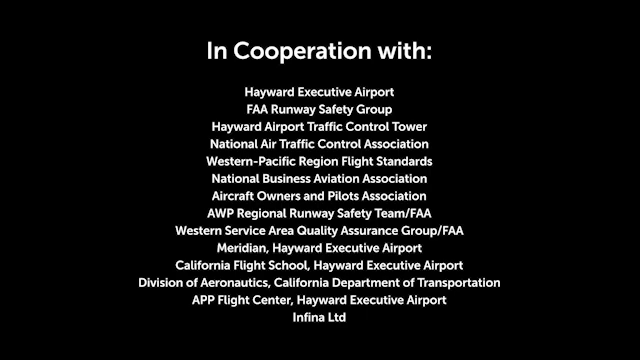 In Cooperation with:
Hayward Executive Airport
FAA Runway Safety Group
Hayward Airport Traffic Control Tower
National Air Traffic Control Association
Western-Pacific Region Flight Standards
National Business Aviation Association
Aircraft Owners and Pilots Association
AWP Regional Runway Safety Team/FAA
Western Service Area Quality Assurance Group/FAA
Meridian, Hayward Executive Airport
California Flight School, Hayward Executive Airport
Division of Aeronautics, California Department of Transportation
APP Flight Center, Hayward Executive Airport
Infina Ltd